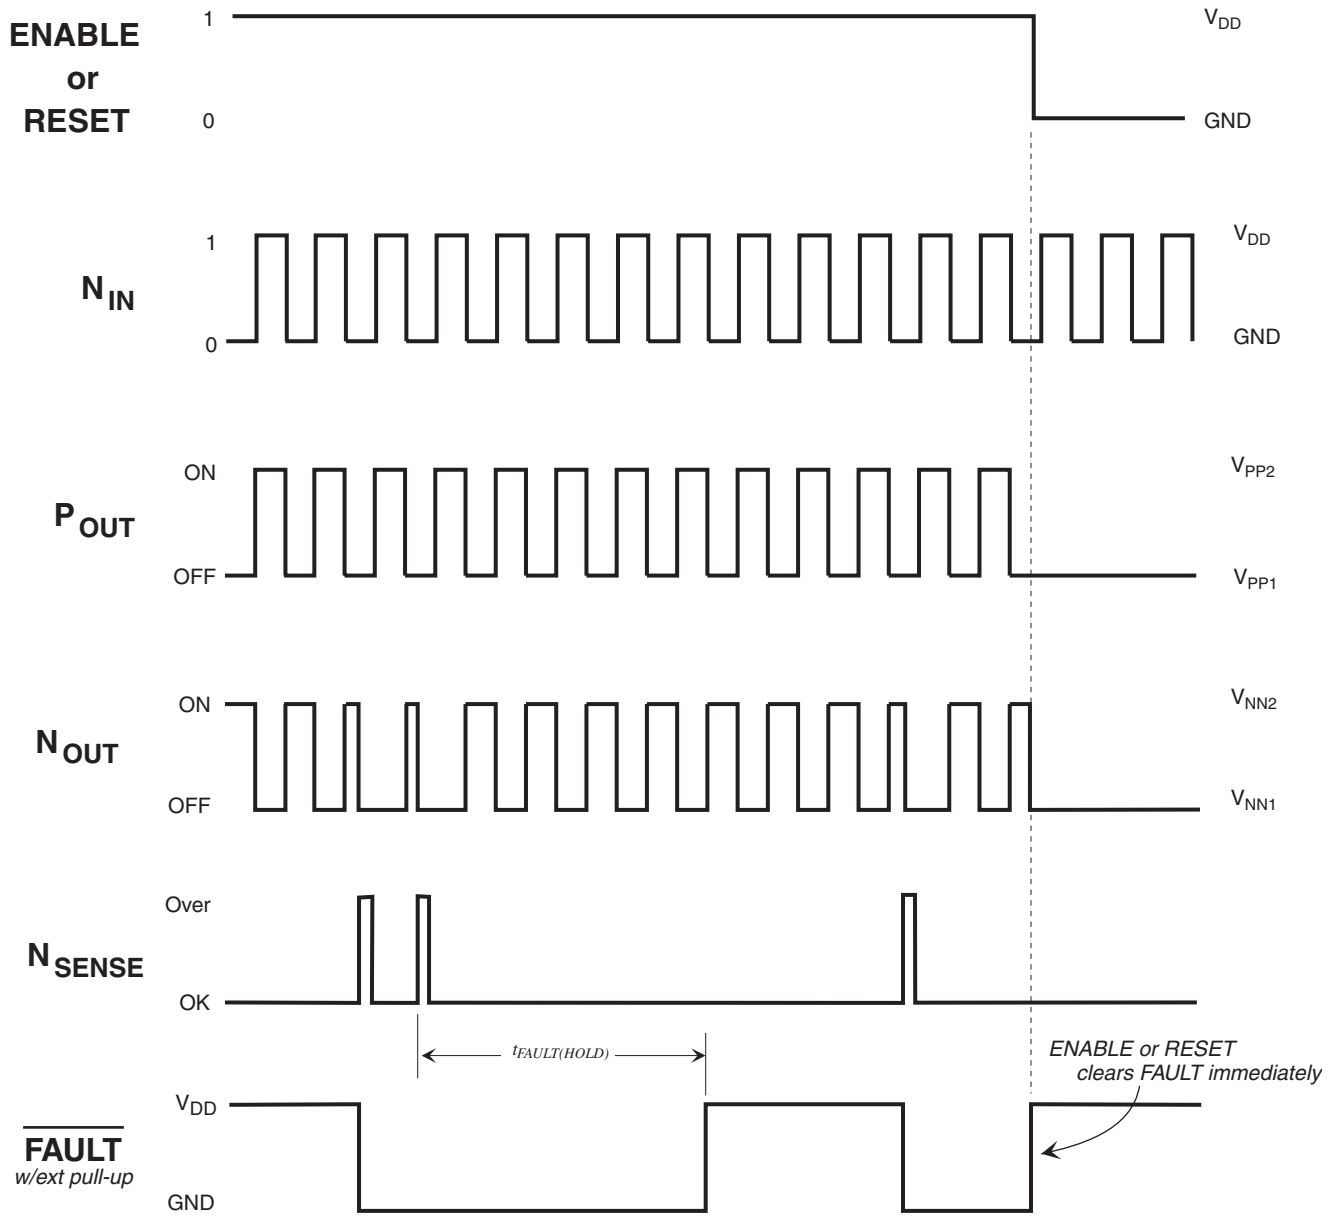 ENABLE
or
RESET
1
0
VDD
GND
NIN
1
0
VDD
GND
POUT
ON
OFF
VPP2
VPP1
NOUT
ON
OFF
VNN2
VNN1
NSENSE
Over
OK
tFAULT(HOLD)
ENABLE or RESET
clears FAULT immediately
FAULT
w/ext pull-up
VDD
GND